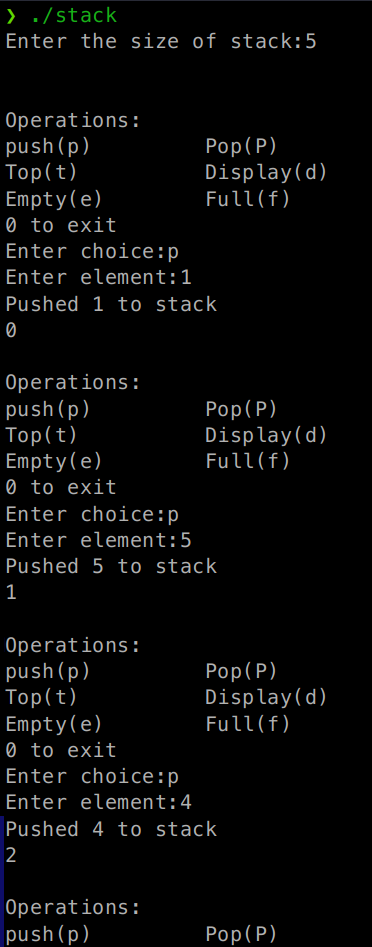 ❯ ./stack
Enter the size of stack:5
Operations:
push(p)         Pop(P)
Top(t)          Display(d)
Empty(e)        Full(f)
0 to exit
Enter choice:p
Enter element:1
Pushed 1 to stack
0
Operations:
push(p)         Pop(P)
Top(t)          Display(d)
Empty(e)        Full(f)
0 to exit
Enter choice:p
Enter element:5
Pushed 5 to stack
1
Operations:
push(p)         Pop(P)
Top(t)          Display(d)
Empty(e)        Full(f)
0 to exit
Enter choice:p
Enter element:4
Pushed 4 to stack
2
Operations:
push(p)         Pop(P)